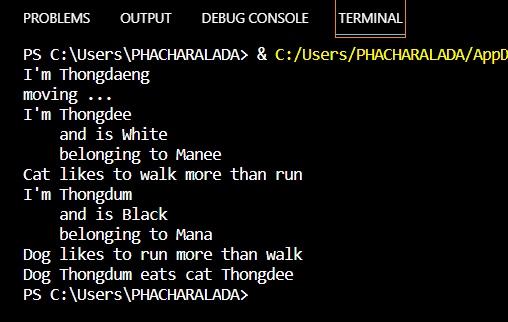 PROBLEMS OUTPUT DEBUG CONSOLE TERMINAL
PS C:\Users\PHACHARALADA> & C:/Users/PHACHARALADA/AppD
I'm Thongdaeng
moving ...
I'm Thongdee
    and is White
    belonging to Manee
Cat likes to walk more than run
I'm Thongdum
    and is Black
    belonging to Mana
Dog likes to run more than walk
Dog Thongdum eats cat Thongdee
PS C:\Users\PHACHARALADA>